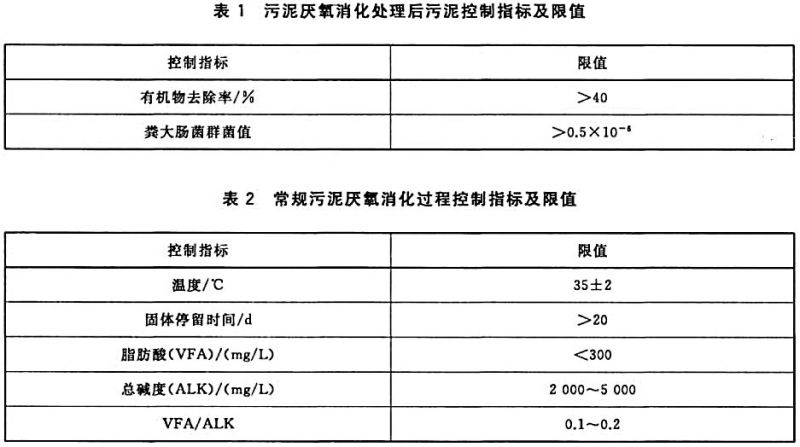 表 1 污泥厌氧消化处理后污泥控制指标及限值
控制指标 限值
有机物去除率/% >40
粪大肠菌群菌值 >0.5×10⁻⁶
表 2 常规污泥厌氧消化过程控制指标及限值
控制指标 限值
温度/℃ 35±2
固体停留时间/d >20
脂肪酸(VFA)/(mg/L) <300
总碱度(ALK)/(mg/L) 2 000～5 000
VFA/ALK 0.1～0.2